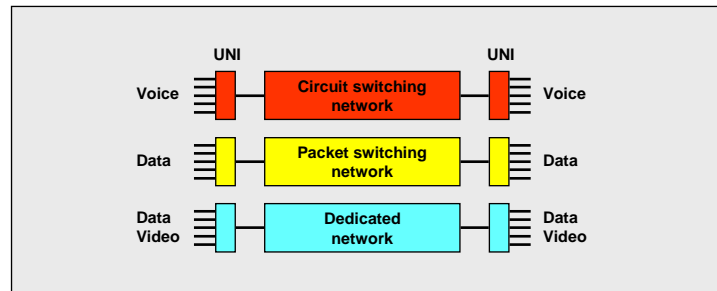 UNI UNI
Voice Circuit switching network Voice
Data Packet switching network Data
Data Video Dedicated network Data Video